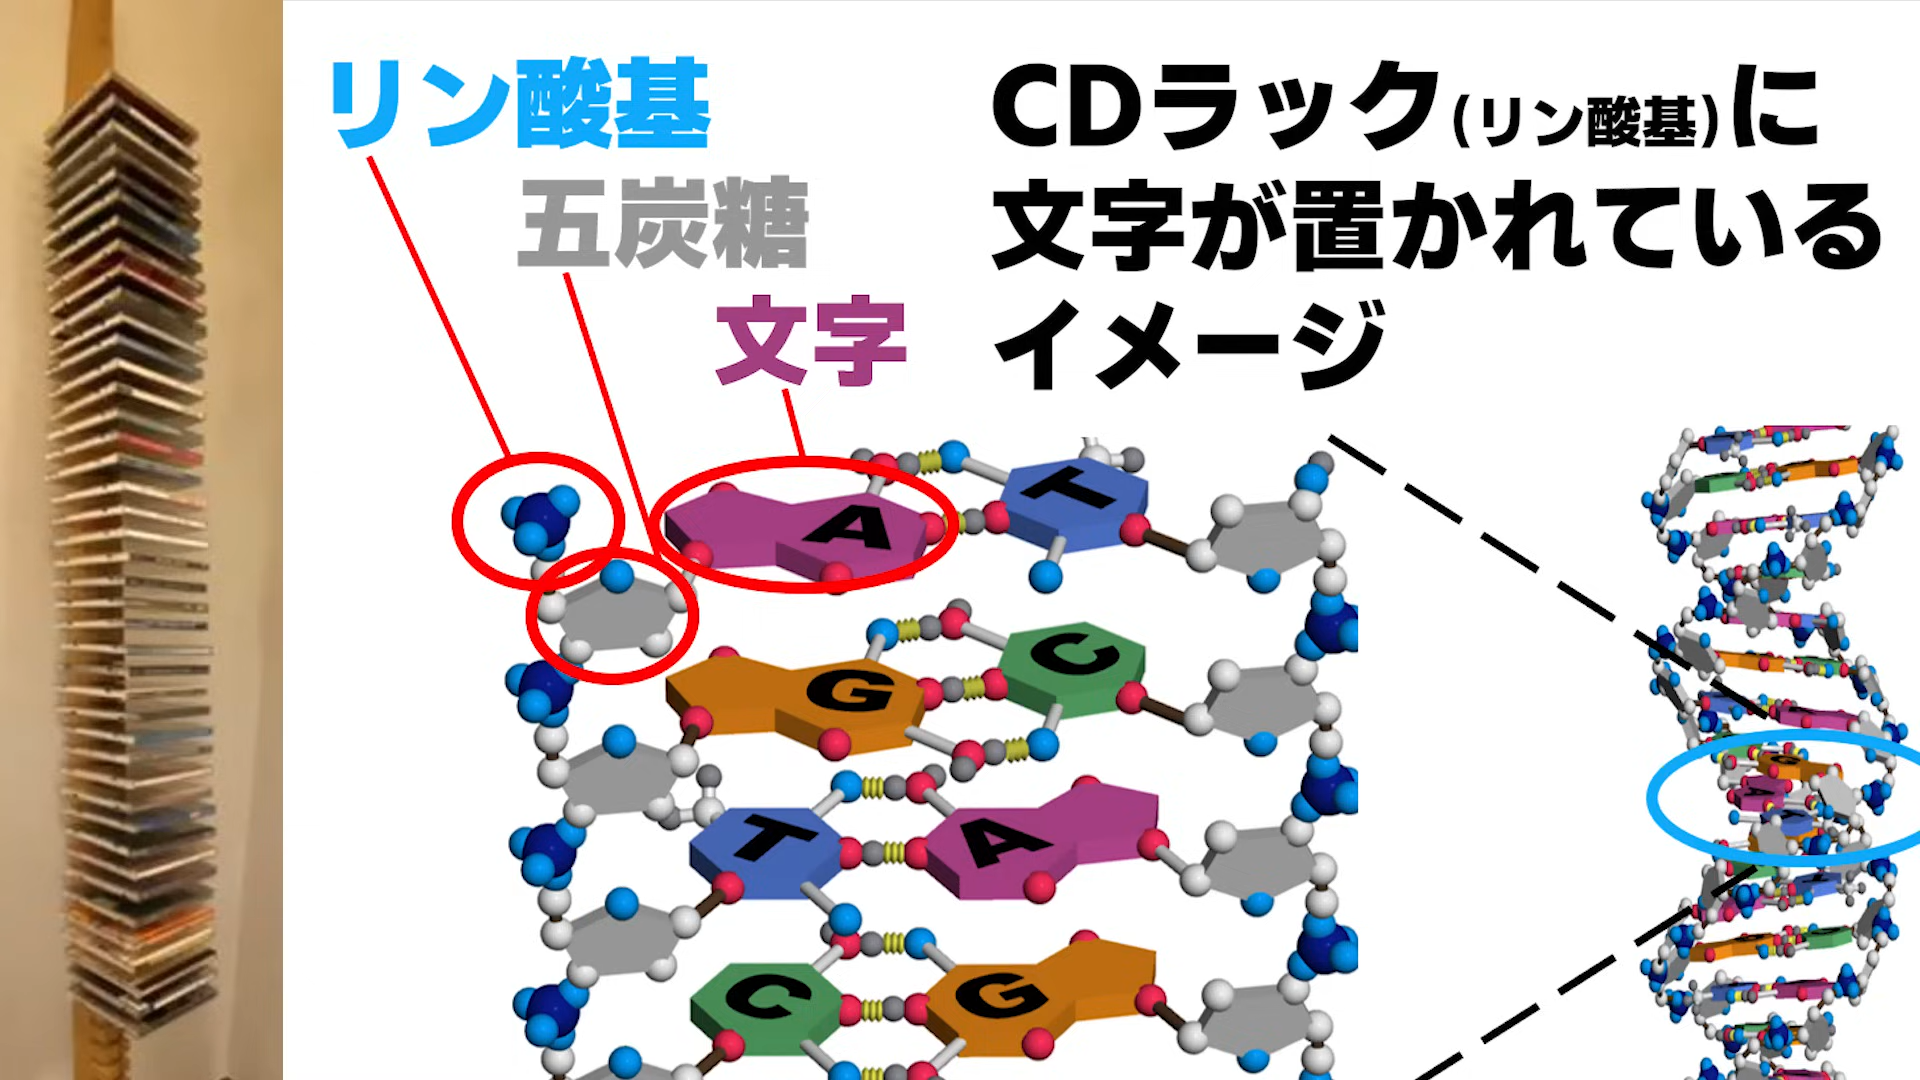 リン酸基
五炭糖
文字
CDラック(リン酸基)に
文字が置かれている
イメージ
A T
G C
T A
C G
G
A